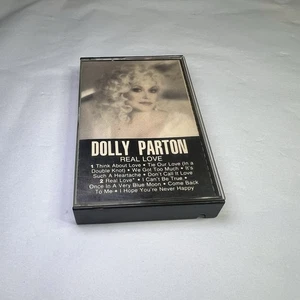 DOLLY PARTON
REAL LOVE
1 Think About Love • Tie Our Love (In a
Double Knot) • We Got Too Much • It's
Such A Heartache • Don't Call It Love
2 Real Love* • I Can't Be True •
Once In A Very Blue Moon • Come Back
To Me • I Hope You're Never Happy